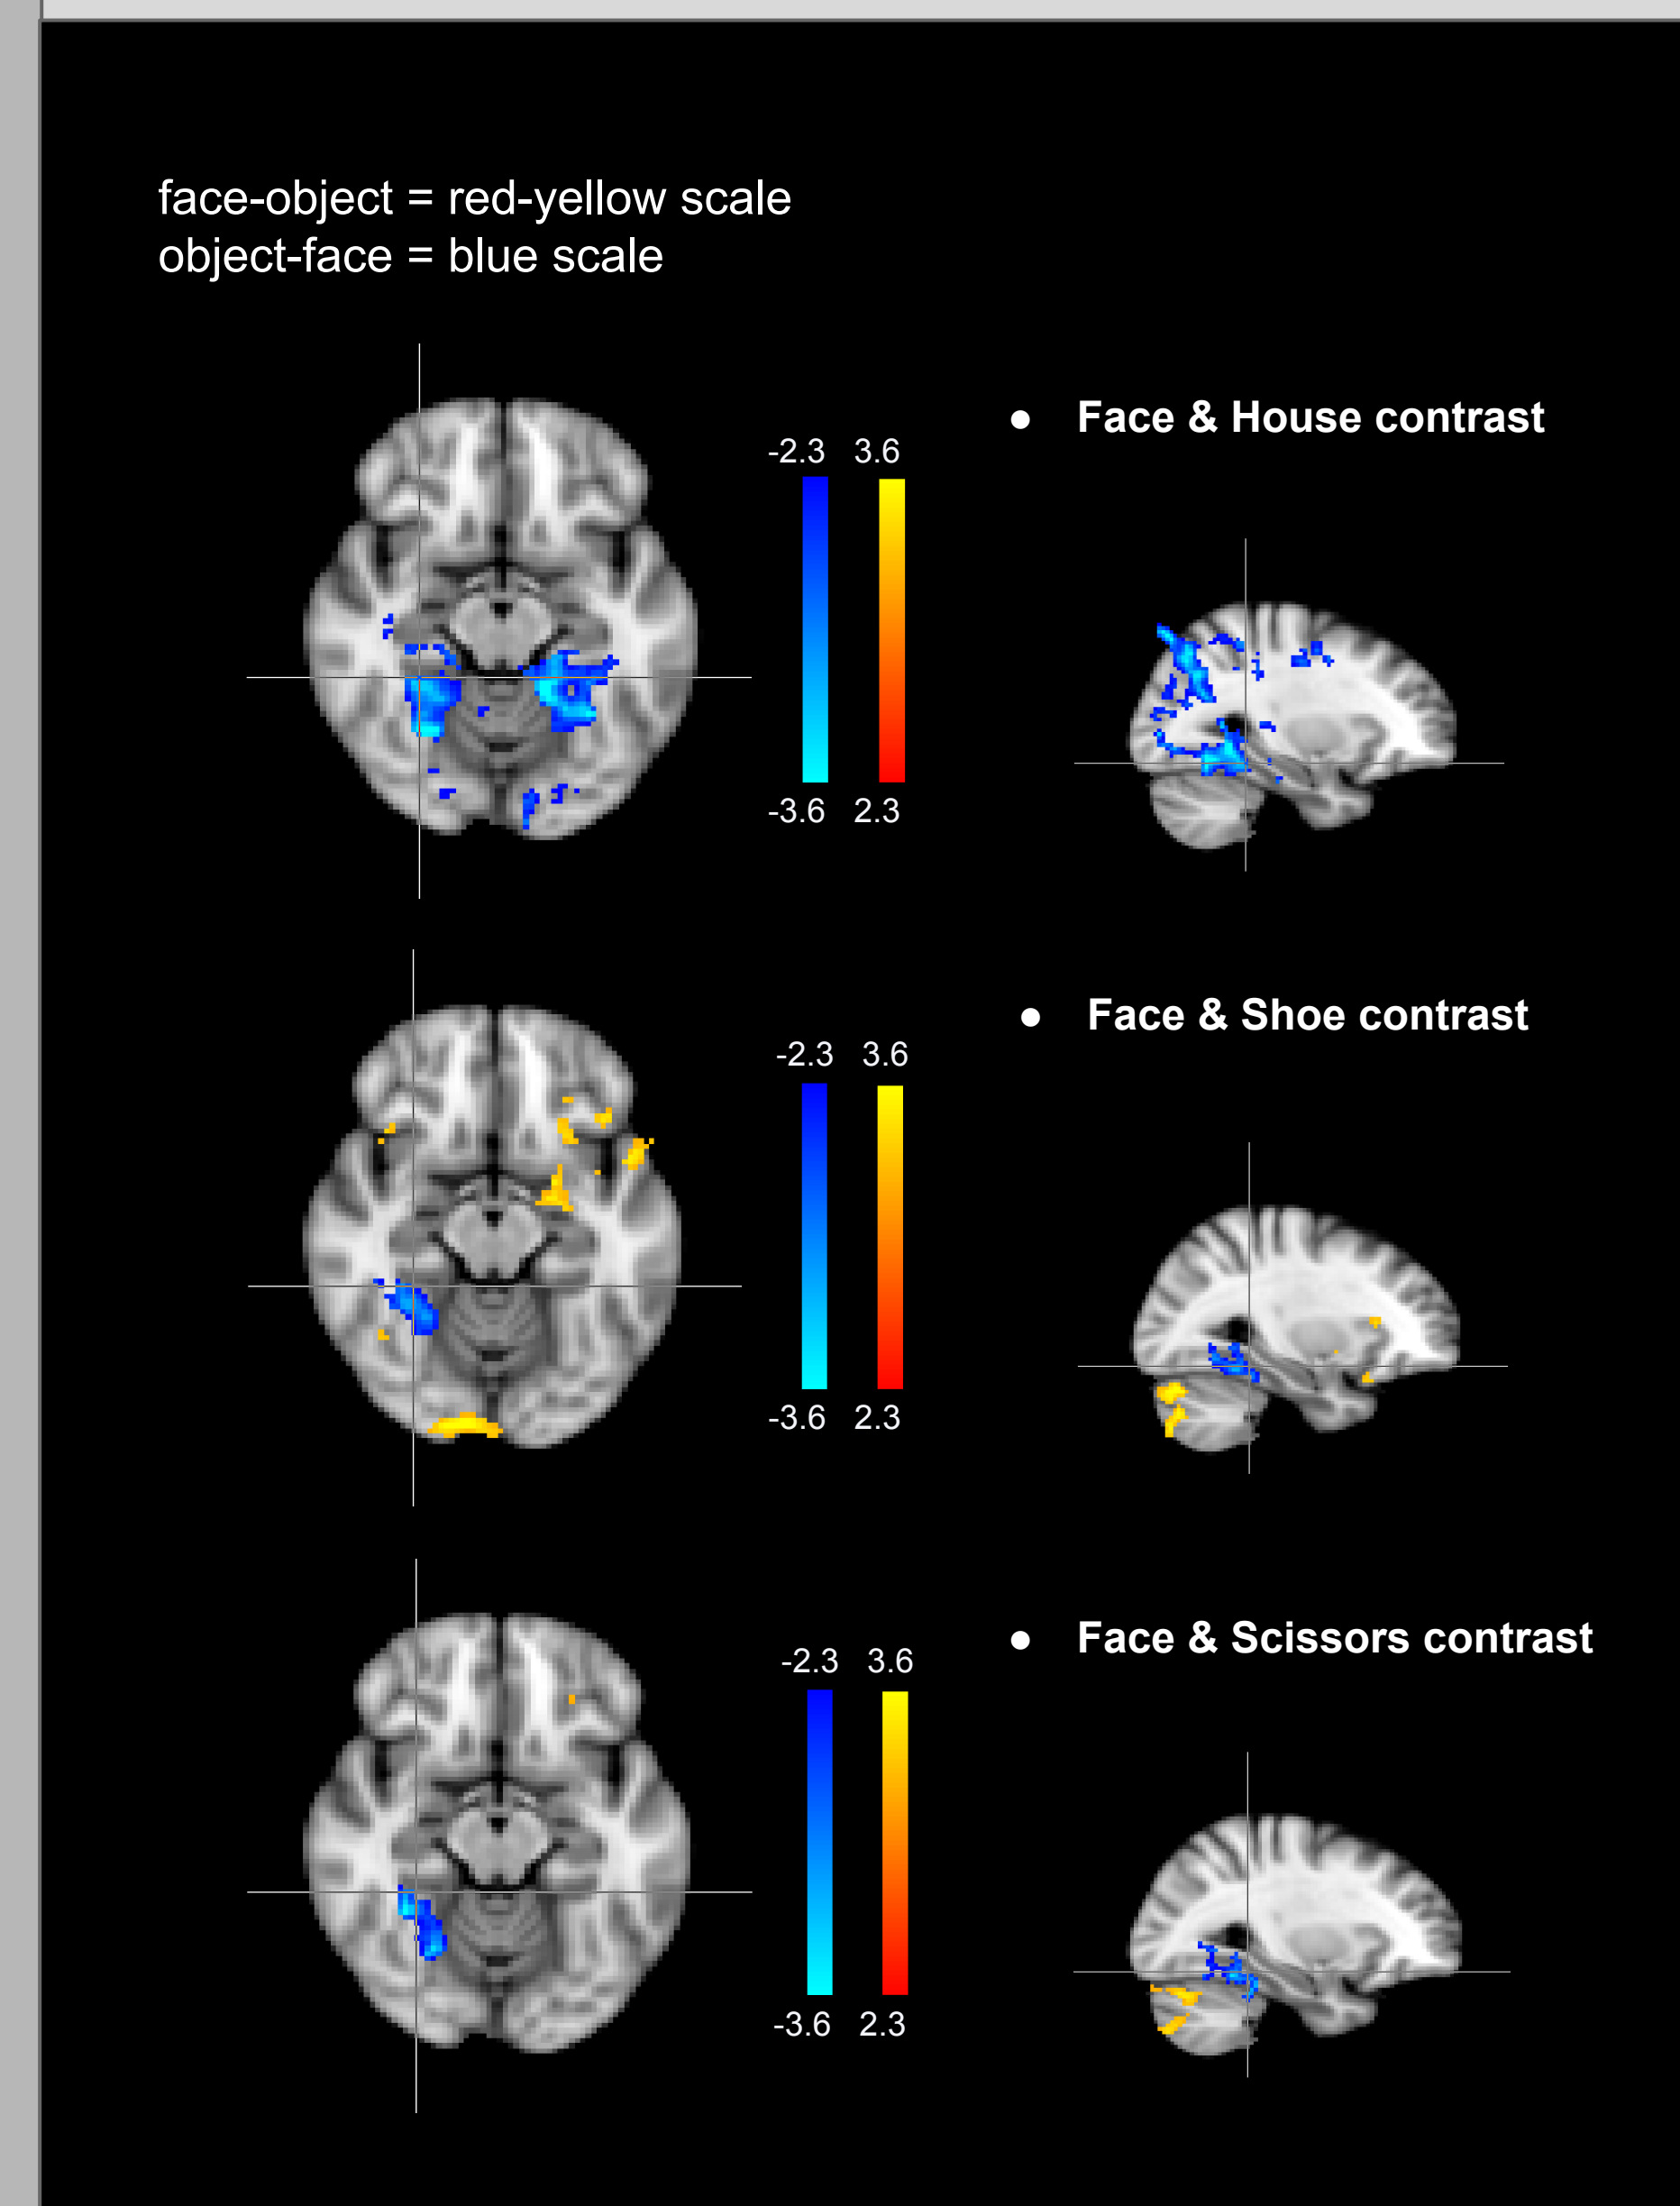 face-object = red-yellow scale
object-face = blue scale
● Face & House contrast
-2.3 3.6
-3.6 2.3
● Face & Shoe contrast
-2.3 3.6
-3.6 2.3
● Face & Scissors contrast
-2.3 3.6
-3.6 2.3